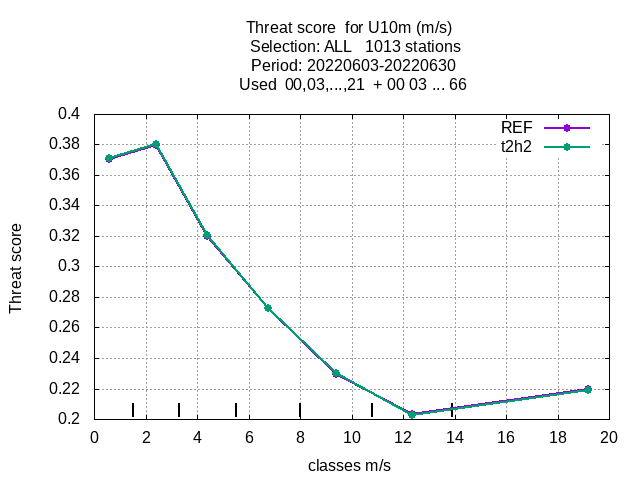 Threat score for U10m (m/s)
Selection: ALL 1013 stations
Period: 20220603-20220630
Used 00,03,...,21 + 00 03 ... 66
REF
t2h2
0.4
0.38
0.36
0.34
0.32
0.3
0.28
0.26
0.24
0.22
0.2
Threat score
0 2 4 6 8 10 12 14 16 18 20
classes m/s